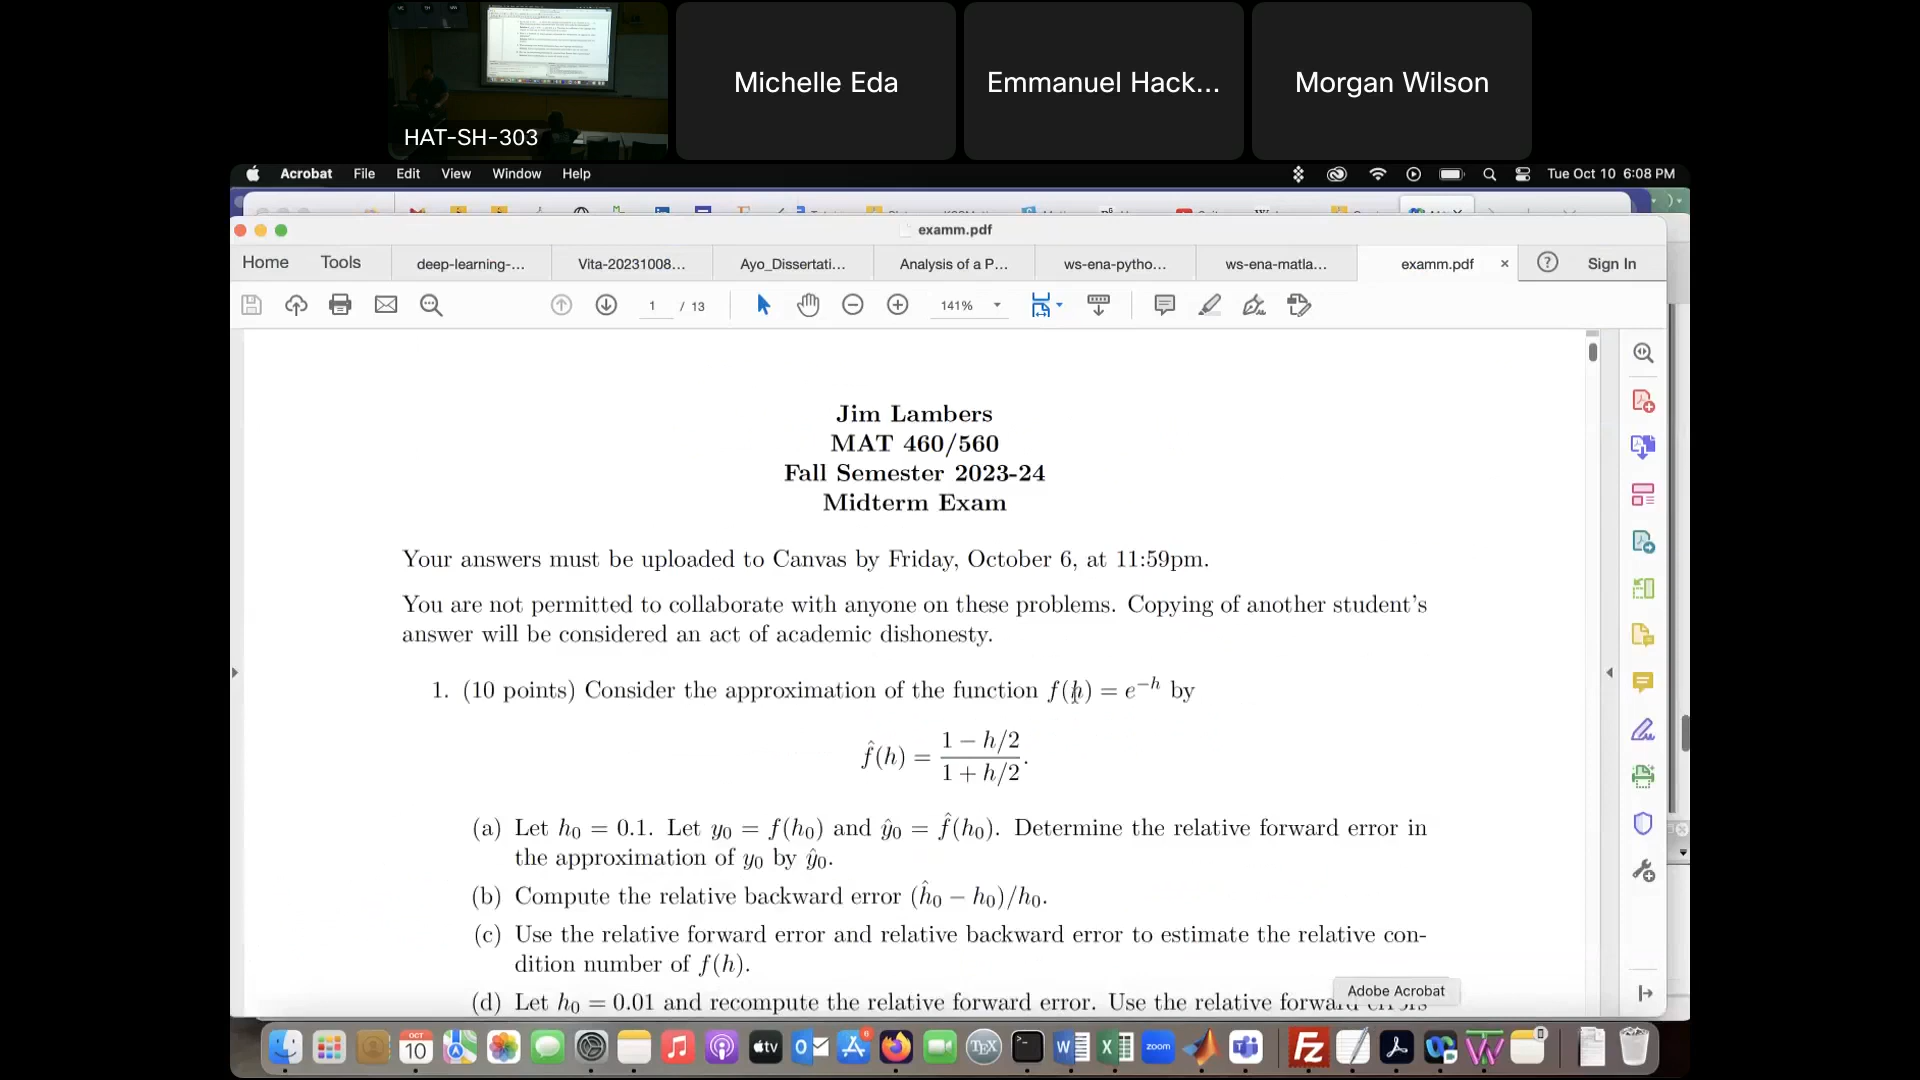 HAT-SH-303
Michelle Eda
Emmanuel Hack...
Morgan Wilson
Acrobat File Edit View Window Help
Tue Oct 10 6:08 PM
examm.pdf
Home Tools deep-learning-... Vita-20231008... Ayo_Dissertati... Analysis of a P... ws-ena-pytho... ws-ena-matla... examm.pdf × ? Sign In
1 / 13 141%
Jim Lambers
MAT 460/560
Fall Semester 2023-24
Midterm Exam
Your answers must be uploaded to Canvas by Friday, October 6, at 11:59pm.
You are not permitted to collaborate with anyone on these problems. Copying of another student's
answer will be considered an act of academic dishonesty.
1. (10 points) Consider the approximation of the function f(h) = e^{-h} by
f̂(h) = (1 − h/2)/(1 + h/2).
(a) Let h₀ = 0.1. Let y₀ = f(h₀) and ŷ₀ = f̂(h₀). Determine the relative forward error in
the approximation of y₀ by ŷ₀.
(b) Compute the relative backward error (ĥ₀ − h₀)/h₀.
(c) Use the relative forward error and relative backward error to estimate the relative con-
dition number of f(h).
(d) Let h₀ = 0.01 and recompute the relative forward error. Use the relative forward errors
Adobe Acrobat
OCT
10
tv
TEX
zoom